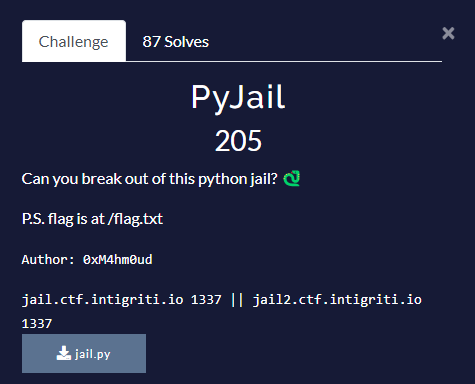 Challenge
87 Solves
×
PyJail
205
Can you break out of this python jail? 🐍
P.S. flag is at /flag.txt
Author: 0xM4hm0ud
jail.ctf.intigriti.io 1337 || jail2.ctf.intigriti.io
1337
jail.py